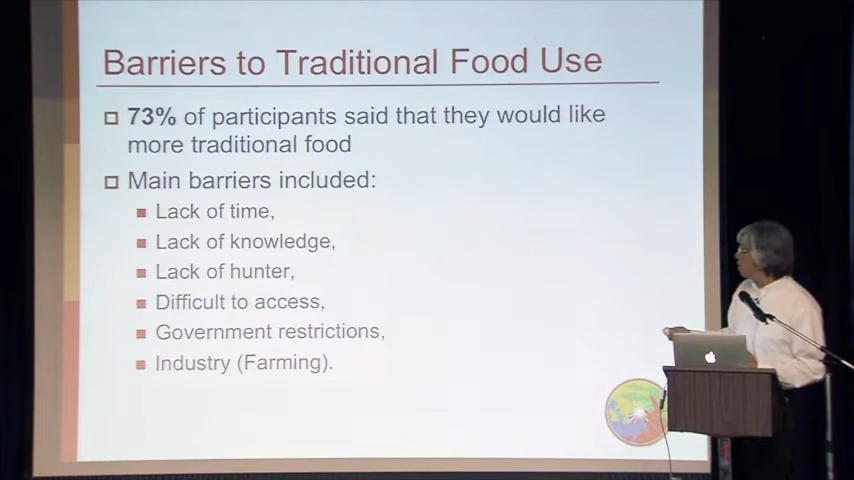 Barriers to Traditional Food Use
73% of participants said that they would like
more traditional food
Main barriers included:
Lack of time,
Lack of knowledge,
Lack of hunter,
Difficult to access,
Government restrictions,
Industry (Farming).